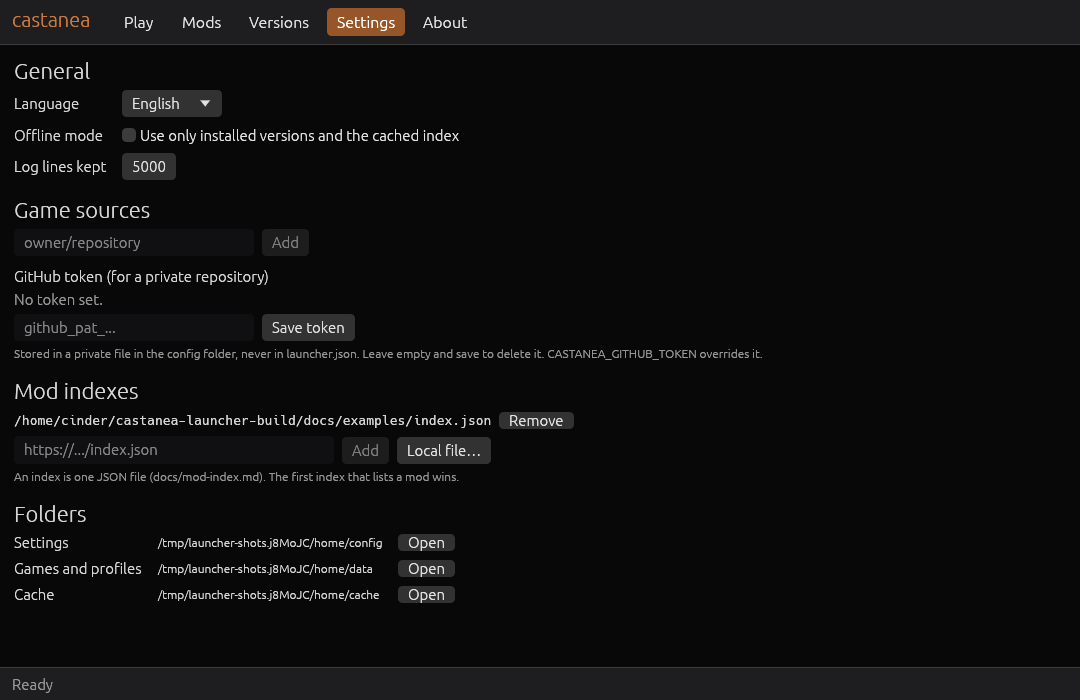 castanea Play Mods Versions Settings About
General
Language English
Offline mode Use only installed versions and the cached index
Log lines kept 5000
Game sources
owner/repository Add
GitHub token (for a private repository)
No token set.
github_pat_... Save token
Stored in a private file in the config folder, never in launcher.json. Leave empty and save to delete it. CASTANEA_GITHUB_TOKEN overrides it.
Mod indexes
/home/cinder/castanea-launcher-build/docs/examples/index.json Remove
https://.../index.json Add Local file...
An index is one JSON file (docs/mod-index.md). The first index that lists a mod wins.
Folders
Settings /tmp/launcher-shots.j8MoJC/home/config Open
Games and profiles /tmp/launcher-shots.j8MoJC/home/data Open
Cache /tmp/launcher-shots.j8MoJC/home/cache Open
Ready